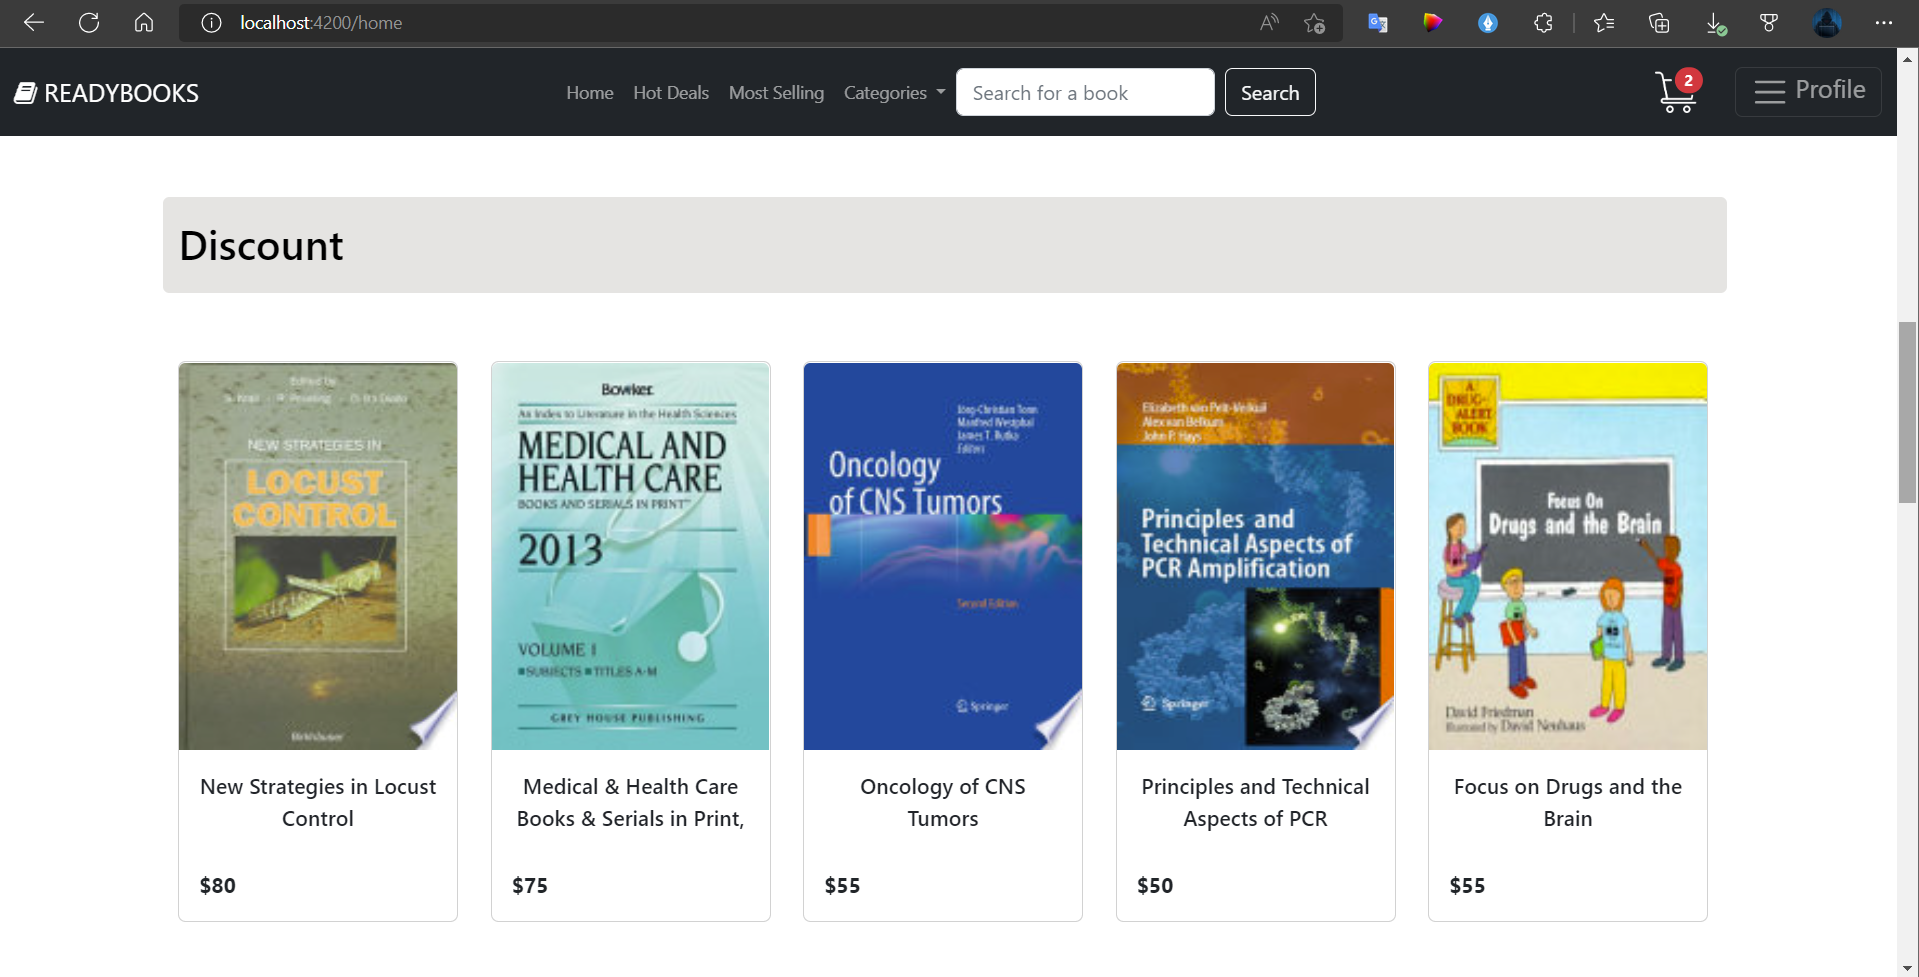 localhost:4200/home
READYBOOKS
Home
Hot Deals
Most Selling
Categories
Search for a book
Search
2
Profile
Discount
Edited by
NEW STRATEGIES IN
LOCUST
CONTROL
Birkhäuser
New Strategies in Locust
Control
$80
Bowker.
An Index to Literature in the Health Sciences
MEDICAL AND
HEALTH CARE
BOOKS AND SERIALS IN PRINT™
2013
VOLUME 1
■SUBJECTS ■TITLES A-M
GREY HOUSE PUBLISHING
Medical & Health Care
Books & Serials in Print,
$75
Jörg-Christian Tonn
Manfred Westphal
James T. Rutka
Editors
Oncology
of CNS Tumors
Second Edition
Springer
Oncology of CNS
Tumors
$55
Elizabeth van Pelt-Verkuil
Alex van Belkum
John P. Hays
Principles and
Technical Aspects of
PCR Amplification
Springer
Principles and Technical
Aspects of PCR
$50
A
DRUG-
ALERT
BOOK
Focus On
Drugs and the Brain
David Friedman
Illustrated by David Neuhaus
Focus on Drugs and the
Brain
$55